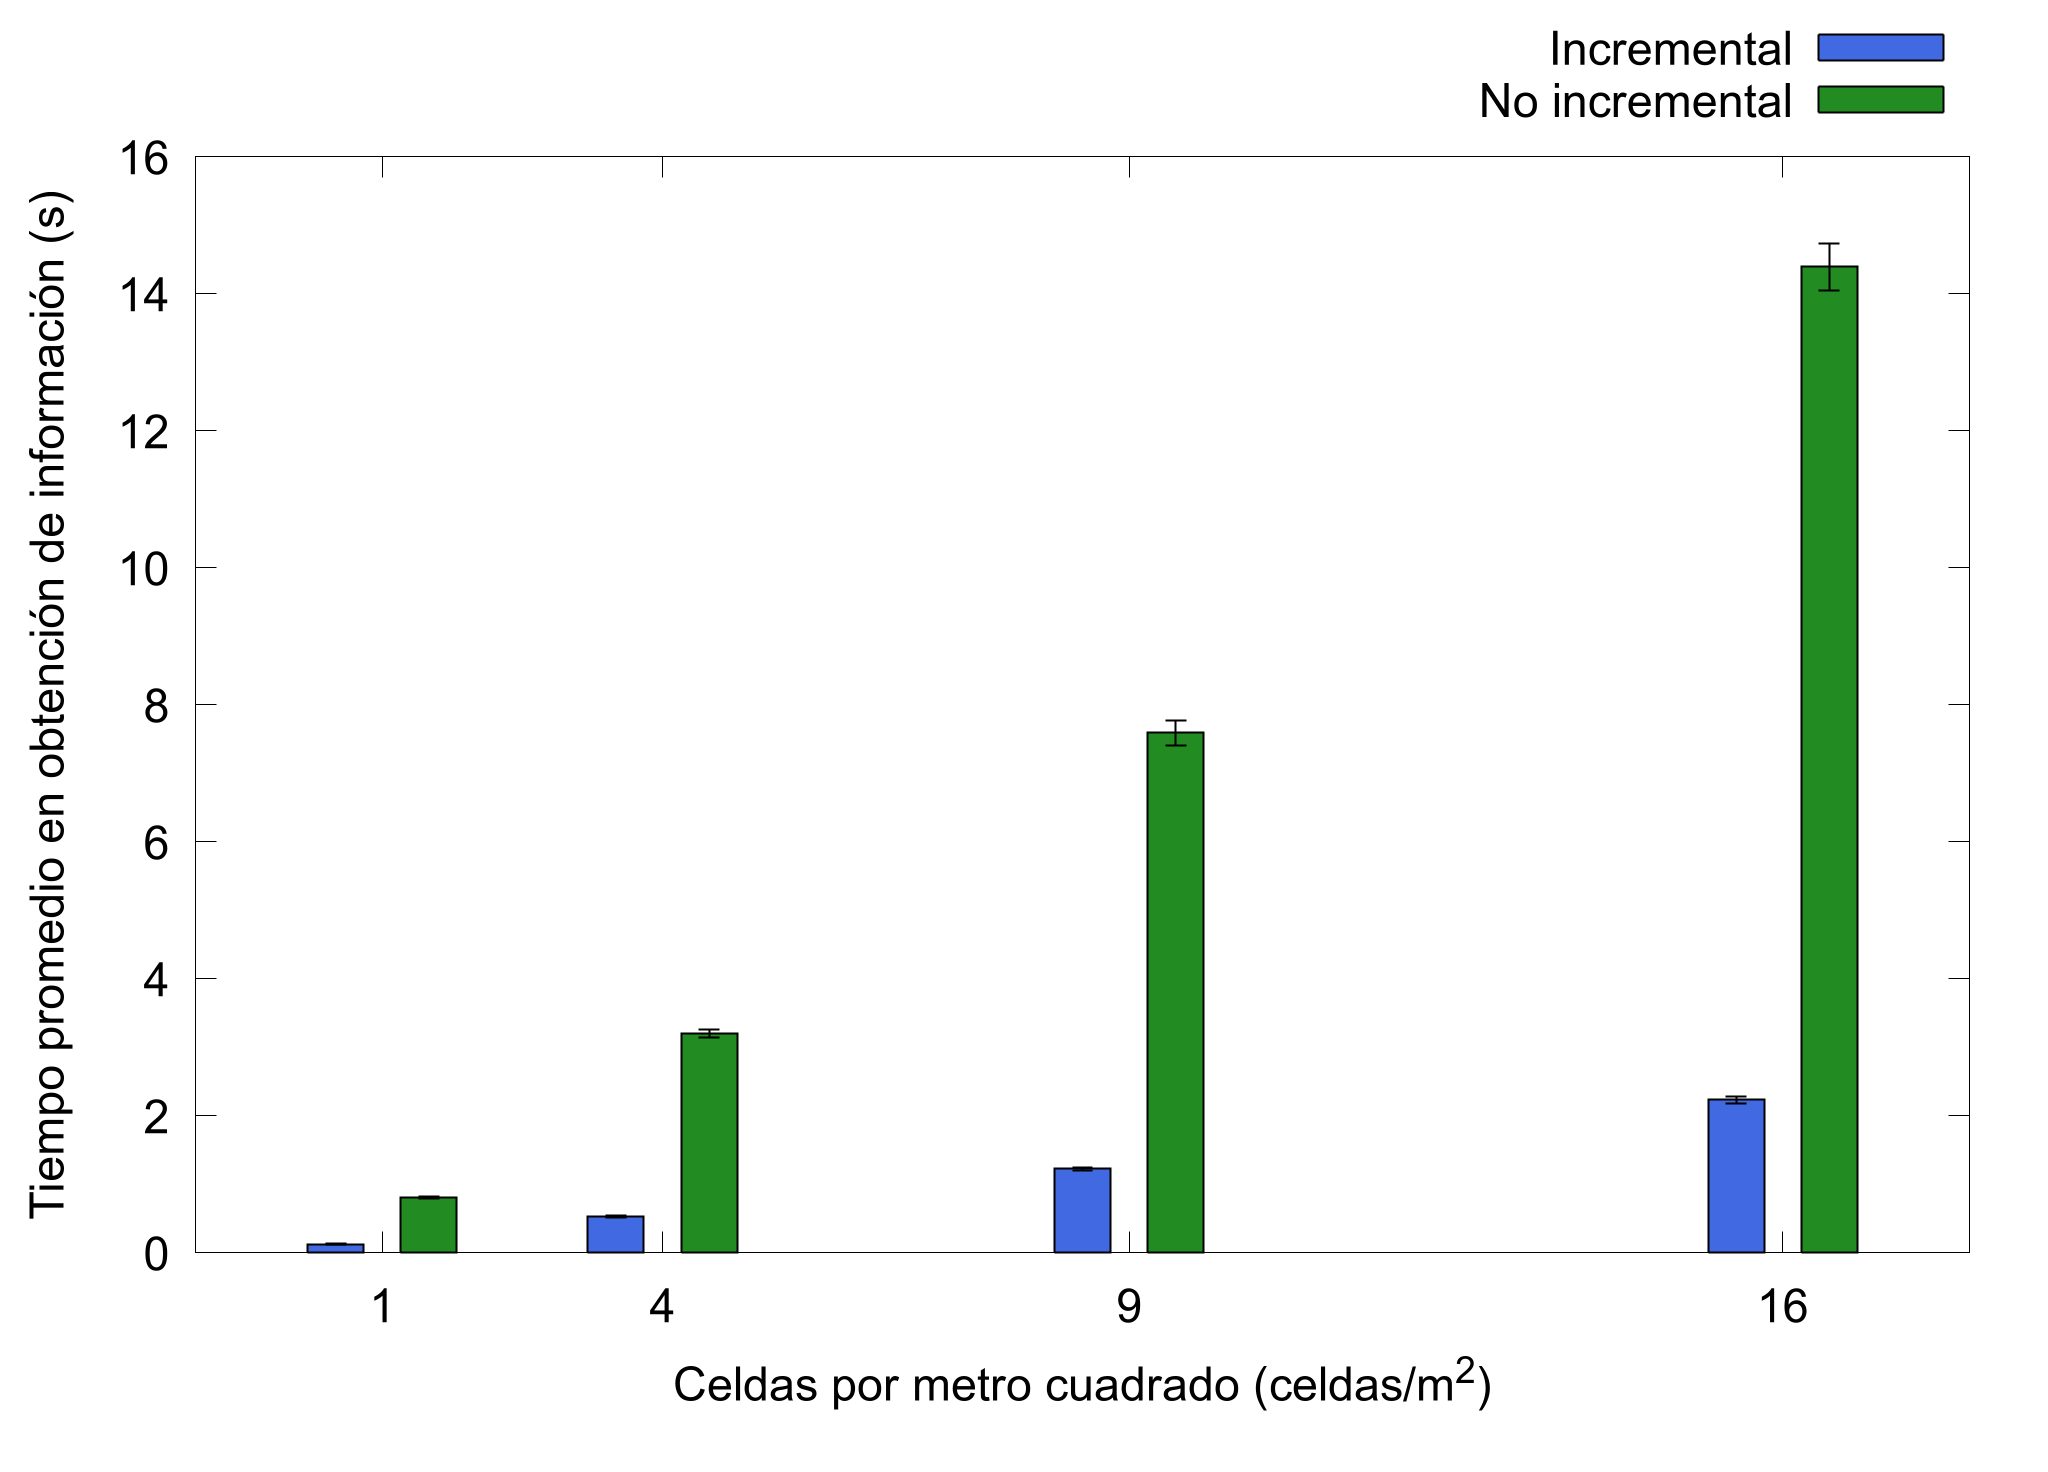 Incremental
No incremental
16
14
12
10
8
6
4
2
0
Tiempo promedio en obtención de información (s)
1 4 9 16
Celdas por metro cuadrado (celdas/m²)